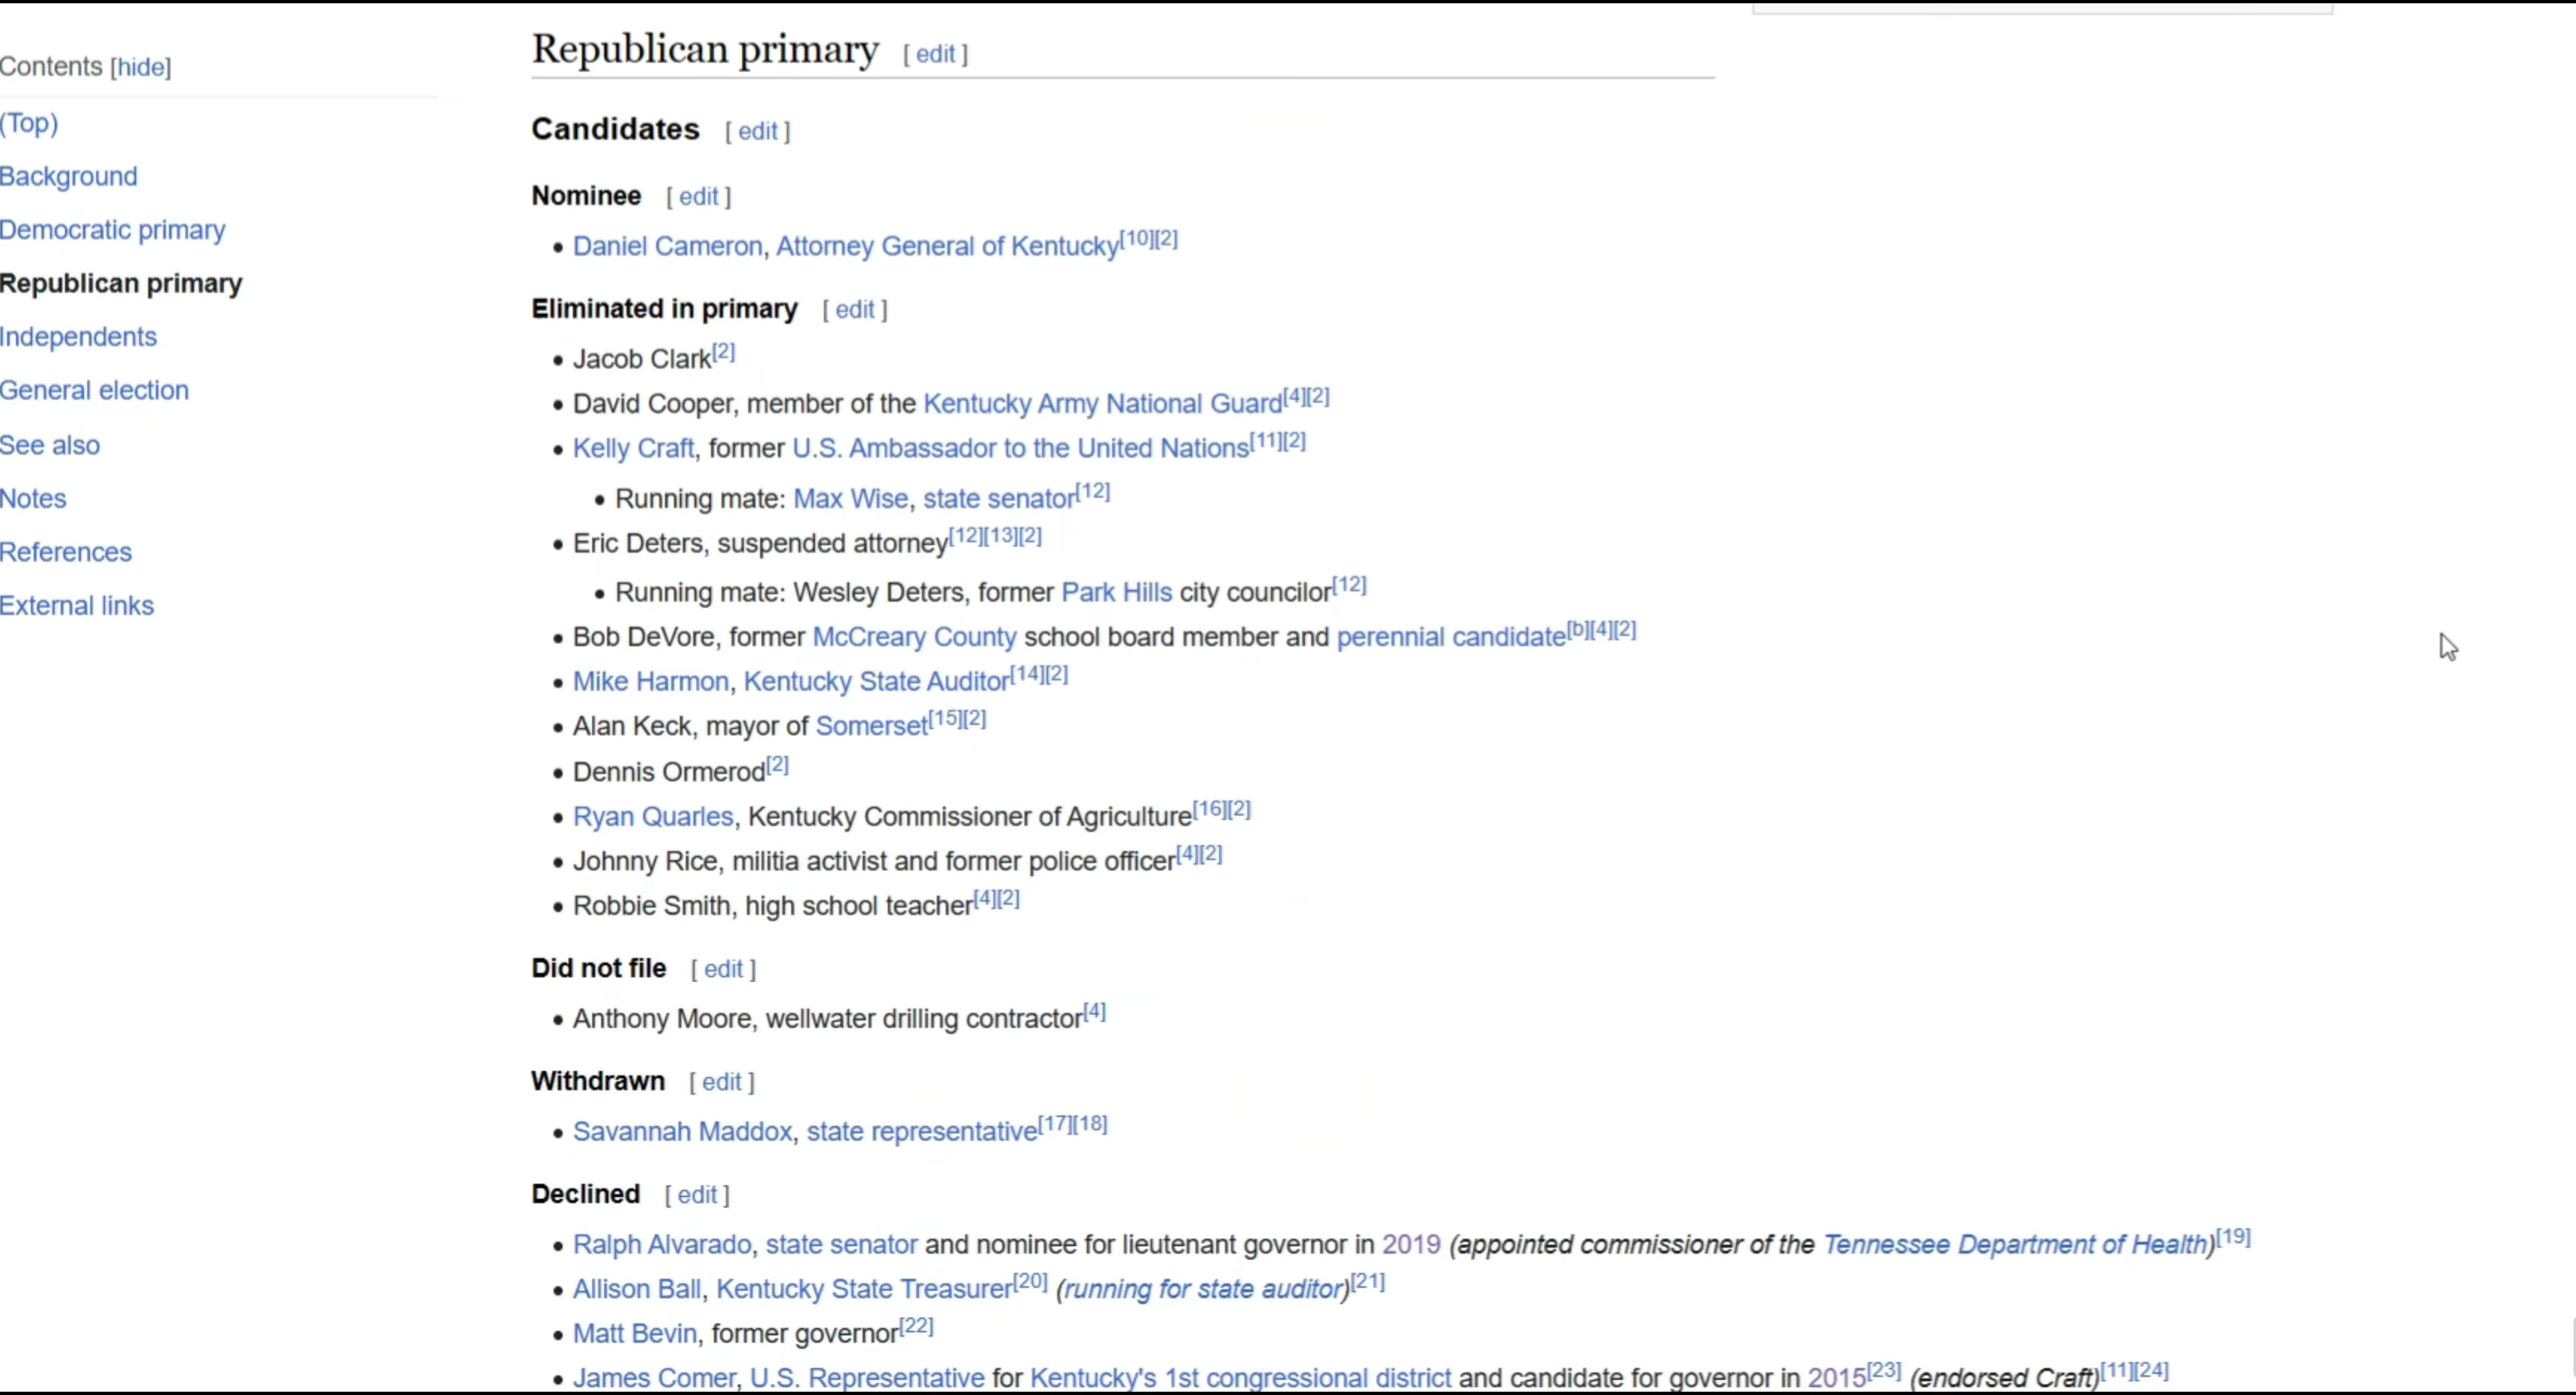 Contents [hide]
(Top)
Background
Democratic primary
Republican primary
Independents
General election
See also
Notes
References
External links
Republican primary [ edit ]
Candidates [ edit ]
Nominee [ edit ]
• Daniel Cameron, Attorney General of Kentucky[10][2]
Eliminated in primary [ edit ]
• Jacob Clark[2]
• David Cooper, member of the Kentucky Army National Guard[4][2]
• Kelly Craft, former U.S. Ambassador to the United Nations[11][2]
• Running mate: Max Wise, state senator[12]
• Eric Deters, suspended attorney[12][13][2]
• Running mate: Wesley Deters, former Park Hills city councilor[12]
• Bob DeVore, former McCreary County school board member and perennial candidate[b][4][2]
• Mike Harmon, Kentucky State Auditor[14][2]
• Alan Keck, mayor of Somerset[15][2]
• Dennis Ormerod[2]
• Ryan Quarles, Kentucky Commissioner of Agriculture[16][2]
• Johnny Rice, militia activist and former police officer[4][2]
• Robbie Smith, high school teacher[4][2]
Did not file [ edit ]
• Anthony Moore, wellwater drilling contractor[4]
Withdrawn [ edit ]
• Savannah Maddox, state representative[17][18]
Declined [ edit ]
• Ralph Alvarado, state senator and nominee for lieutenant governor in 2019 (appointed commissioner of the Tennessee Department of Health)[19]
• Allison Ball, Kentucky State Treasurer[20] (running for state auditor)[21]
• Matt Bevin, former governor[22]
• James Comer, U.S. Representative for Kentucky's 1st congressional district and candidate for governor in 2015[23] (endorsed Craft)[11][24]